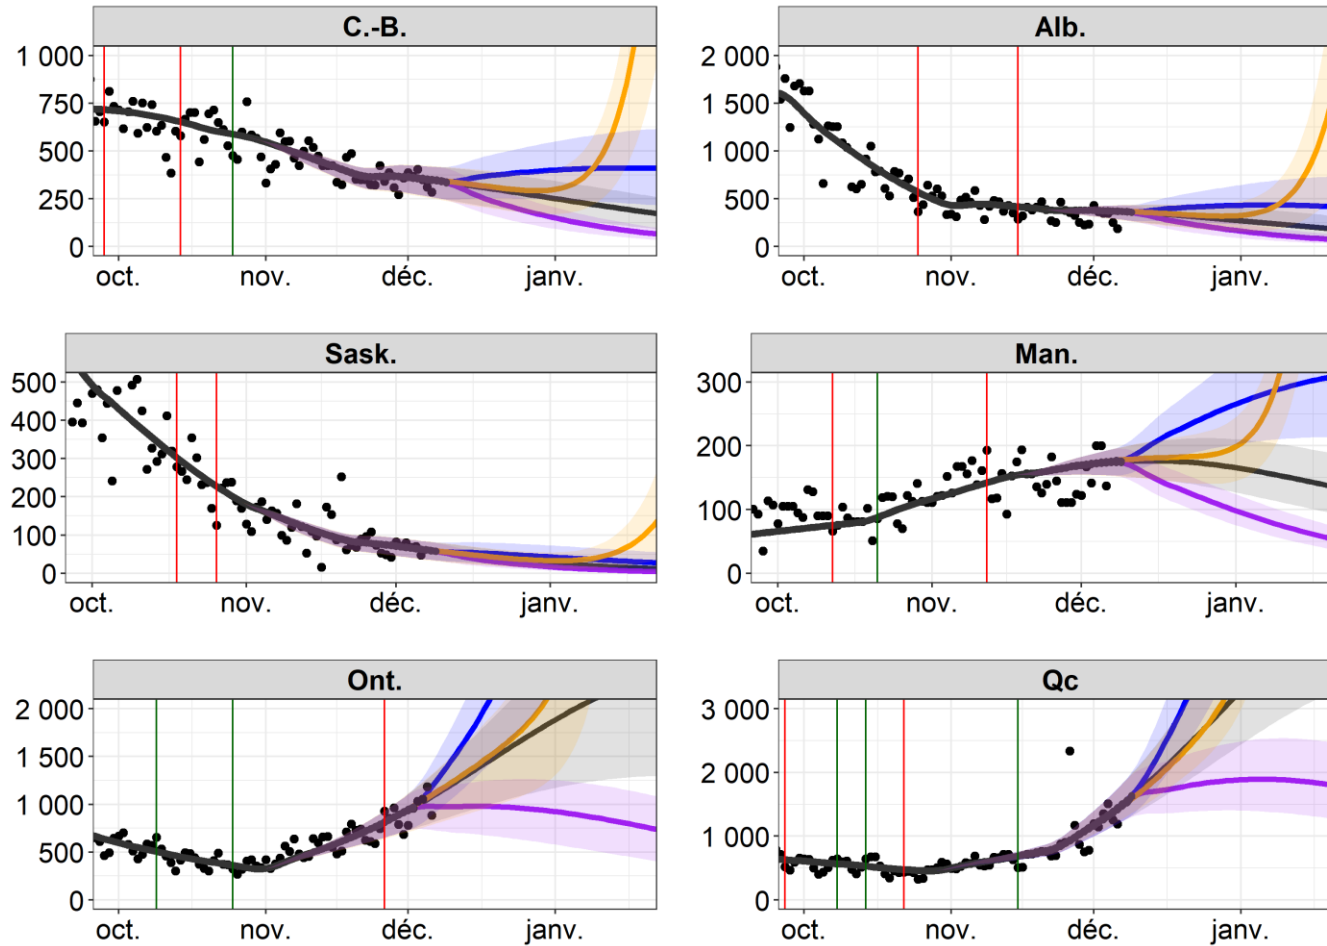 C.-B.
1 000
750
500
250
0
oct.
nov.
déc.
janv.
Alb.
2 000
1 500
1 000
500
0
oct.
nov.
déc.
janv.
Sask.
500
400
300
200
100
0
oct.
nov.
déc.
janv.
Man.
300
200
100
0
oct.
nov.
déc.
janv.
Ont.
2 000
1 500
1 000
500
0
oct.
nov.
déc.
janv.
Qc
3 000
2 000
1 000
0
oct.
nov.
déc.
janv.